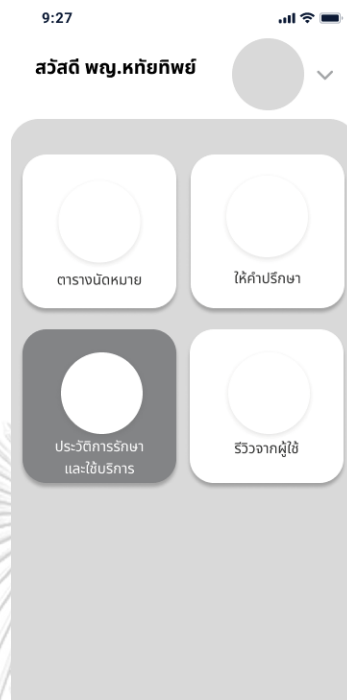 9:27
สวัสดี พญ.หทัยทิพย์
ตารางนัดหมาย
ให้คำปรึกษา
ประวัติการรักษา
และใช้บริการ
รีวิวจากผู้ใช้